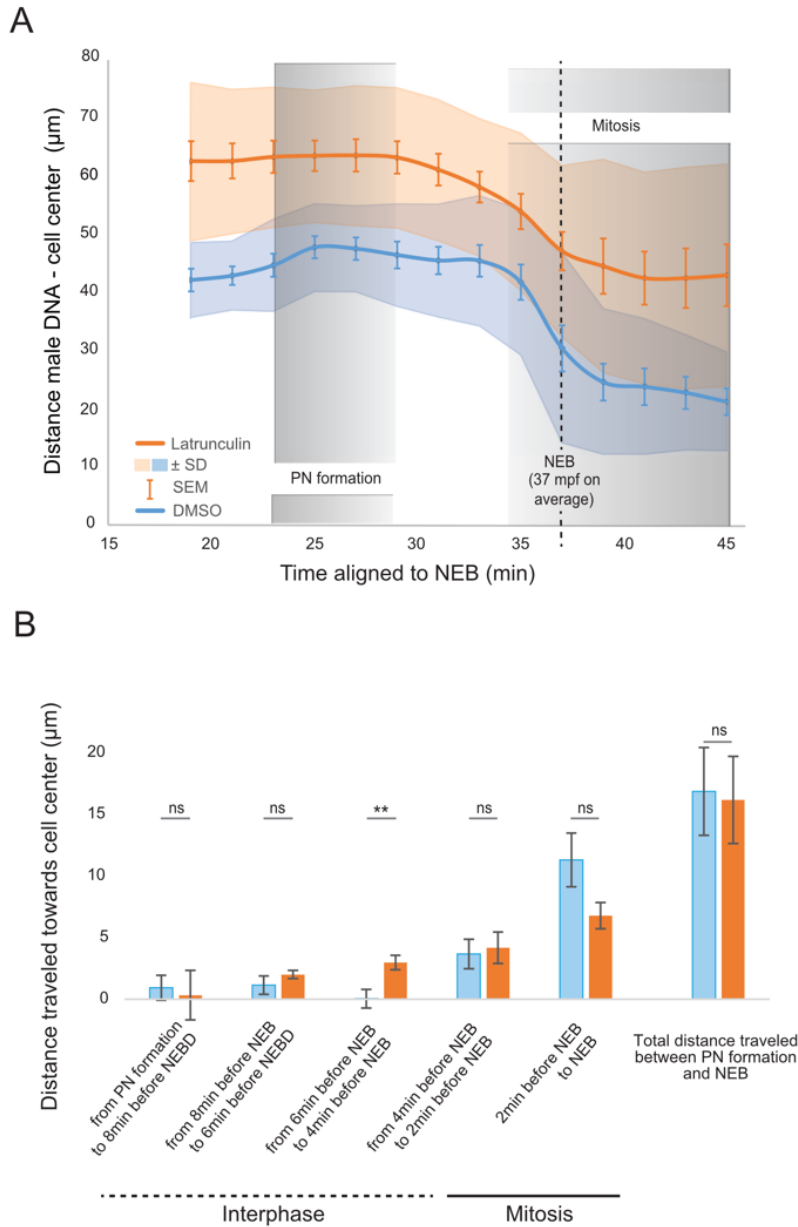 A
80
70
60
50
40
30
20
10
0
Distance male DNA - cell center (µm)
Mitosis
Latrunculin
± SD
SEM
DMSO
PN formation
NEB
(37 mpf on
average)
15
20
25
30
35
40
45
Time aligned to NEB (min)
B
Distance traveled towards cell center (µm)
20
15
10
5
0
ns
ns
**
ns
ns
ns
from PN formation
to 8min before NEBD
from 8min before NEB
to 6min before NEBD
from 6min before NEB
to 4min before NEB
from 4min before NEB
to 2min before NEB
2min before NEB
to NEB
Total distance traveled
between PN formation
and NEB
Interphase
Mitosis